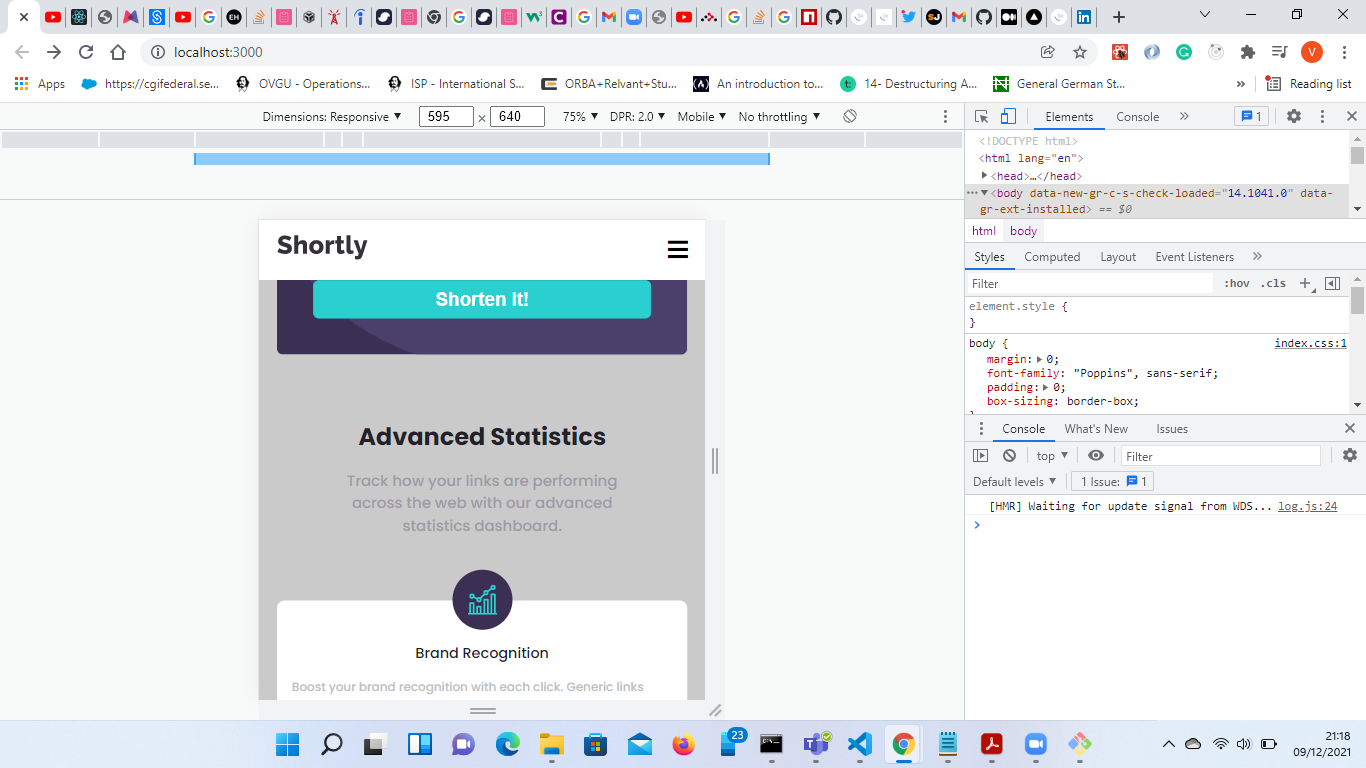 localhost:3000
V
Apps
https://cgifederal.se...
OVGU - Operations...
ISP - International S...
ORBA+Relvant+Stu...
An introduction to...
14- Destructuring A...
General German St...
»
Reading list
Dimensions: Responsive
595
×
640
75%
DPR: 2.0
Mobile
No throttling
Elements
Console
»
1
<!DOCTYPE html>
<html lang="en">
<head>…</head>
<body data-new-gr-c-s-check-loaded="14.1041.0" data-
gr-ext-installed> == $0
html
body
Styles
Computed
Layout
Event Listeners
»
Filter
:hov
.cls
element.style {
}
body {
index.css:1
margin: 0;
font-family: "Poppins", sans-serif;
padding: 0;
box-sizing: border-box;
Console
What's New
Issues
top
Filter
Default levels
1 Issue:
1
[HMR] Waiting for update signal from WDS...
log.js:24
Shortly
Shorten It!
Advanced Statistics
Track how your links are performing
across the web with our advanced
statistics dashboard.
Brand Recognition
Boost your brand recognition with each click. Generic links
23
21:18
09/12/2021